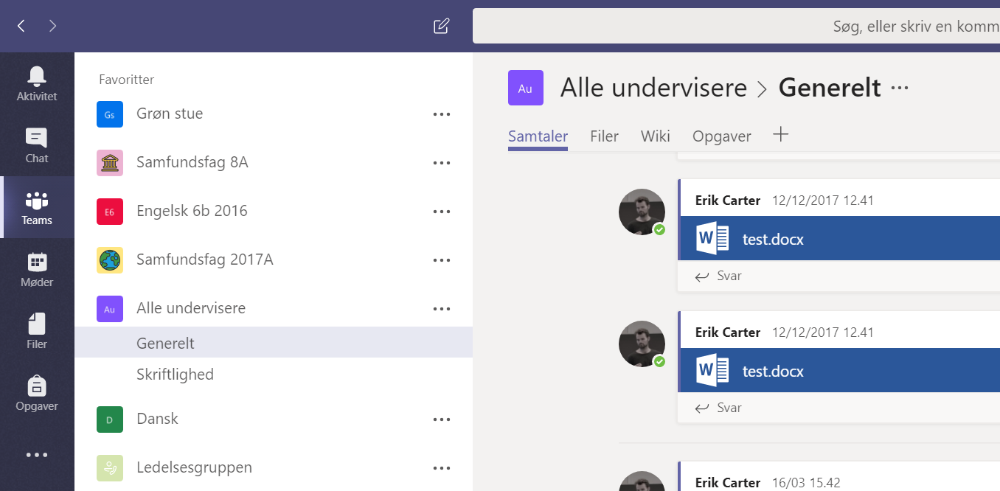 Søg, eller skriv en komm
Aktivitet
Chat
Teams
Møder
Filer
Opgaver
Favoritter
Gs Grøn stue
Samfundsfag 8A
E6 Engelsk 6b 2016
Samfundsfag 2017A
Au Alle undervisere
Generelt
Skriftlighed
D Dansk
Ledelsesgruppen
Au Alle undervisere > Generelt ...
Samtaler Filer Wiki Opgaver +
Erik Carter 12/12/2017 12.41
W test.docx
Svar
Erik Carter 12/12/2017 12.41
W test.docx
Svar
Erik Carter 16/03 15.42